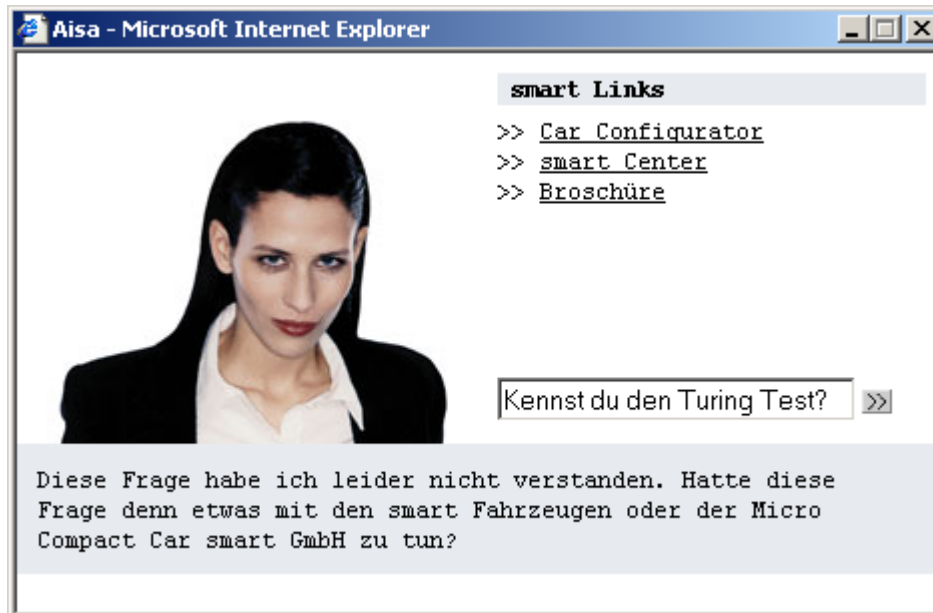 Aisa - Microsoft Internet Explorer
smart Links
>> Car Configurator
>> smart Center
>> Broschüre
Kennst du den Turing Test? >>
Diese Frage habe ich leider nicht verstanden. Hatte diese
Frage denn etwas mit den smart Fahrzeugen oder der Micro
Compact Car smart GmbH zu tun?